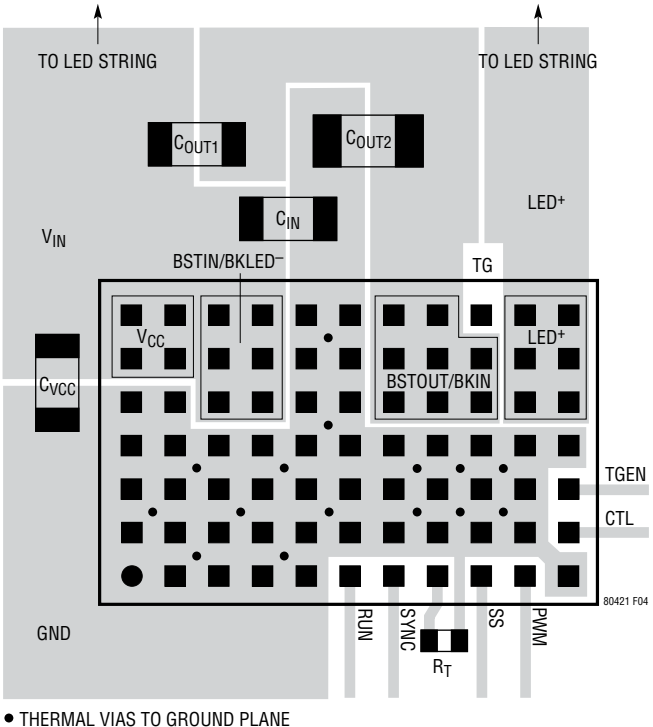 TO LED STRING
TO LED STRING
COUT1
COUT2
LED+
CIN
VIN
BSTIN/BKLED–
TG
VCC
LED+
CVCC
BSTOUT/BKIN
TGEN
CTL
80421 F04
RUN
SYNC
SS
PWM
GND
RT
● THERMAL VIAS TO GROUND PLANE